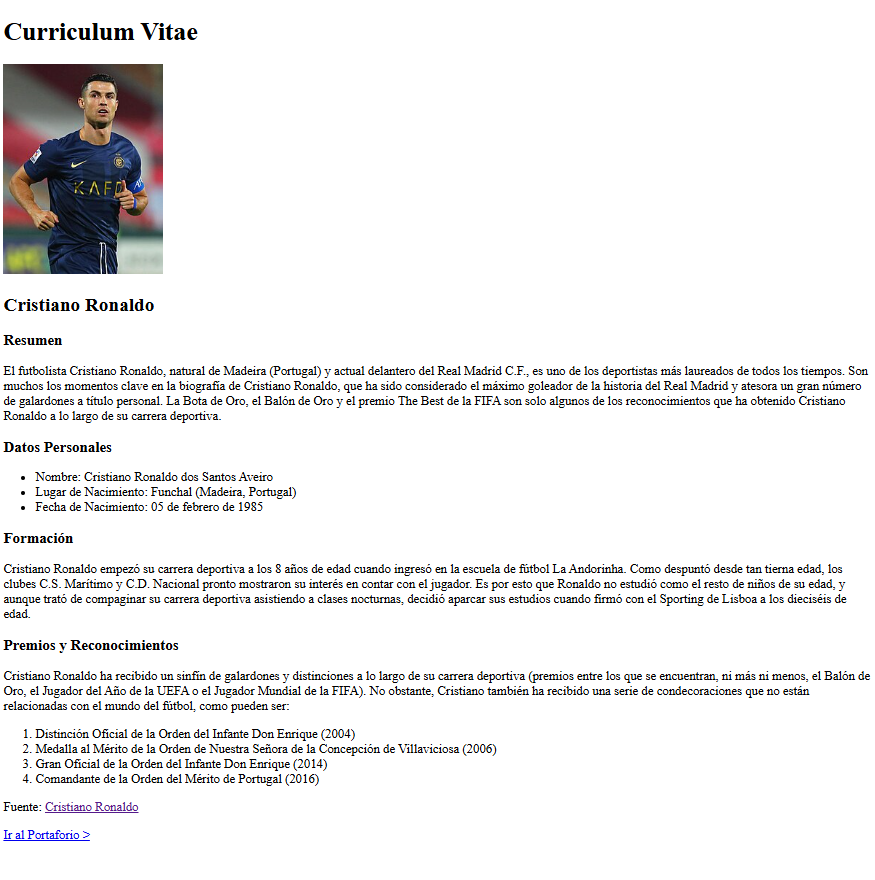 Curriculum Vitae
KAFD
Cristiano Ronaldo
Resumen
El futbolista Cristiano Ronaldo, natural de Madeira (Portugal) y actual delantero del Real Madrid C.F., es uno de los deportistas más laureados de todos los tiempos. Son
muchos los momentos clave en la biografía de Cristiano Ronaldo, que ha sido considerado el máximo goleador de la historia del Real Madrid y atesora un gran número
de galardones a título personal. La Bota de Oro, el Balón de Oro y el premio The Best de la FIFA son solo algunos de los reconocimientos que ha obtenido Cristiano
Ronaldo a lo largo de su carrera deportiva.
Datos Personales
• Nombre: Cristiano Ronaldo dos Santos Aveiro
• Lugar de Nacimiento: Funchal (Madeira, Portugal)
• Fecha de Nacimiento: 05 de febrero de 1985
Formación
Cristiano Ronaldo empezó su carrera deportiva a los 8 años de edad cuando ingresó en la escuela de fútbol La Andorinha. Como despuntó desde tan tierna edad, los
clubes C.S. Marítimo y C.D. Nacional pronto mostraron su interés en contar con el jugador. Es por esto que Ronaldo no estudió como el resto de niños de su edad, y
aunque trató de compaginar su carrera deportiva asistiendo a clases nocturnas, decidió aparcar sus estudios cuando firmó con el Sporting de Lisboa a los dieciséis de
edad.
Premios y Reconocimientos
Cristiano Ronaldo ha recibido un sinfín de galardones y distinciones a lo largo de su carrera deportiva (premios entre los que se encuentran, ni más ni menos, el Balón de
Oro, el Jugador del Año de la UEFA o el Jugador Mundial de la FIFA). No obstante, Cristiano también ha recibido una serie de condecoraciones que no están
relacionadas con el mundo del fútbol, como pueden ser:
1. Distinción Oficial de la Orden del Infante Don Enrique (2004)
2. Medalla al Mérito de la Orden de Nuestra Señora de la Concepción de Villaviciosa (2006)
3. Gran Oficial de la Orden del Infante Don Enrique (2014)
4. Comandante de la Orden del Mérito de Portugal (2016)
Fuente: Cristiano Ronaldo
Ir al Portaforio >